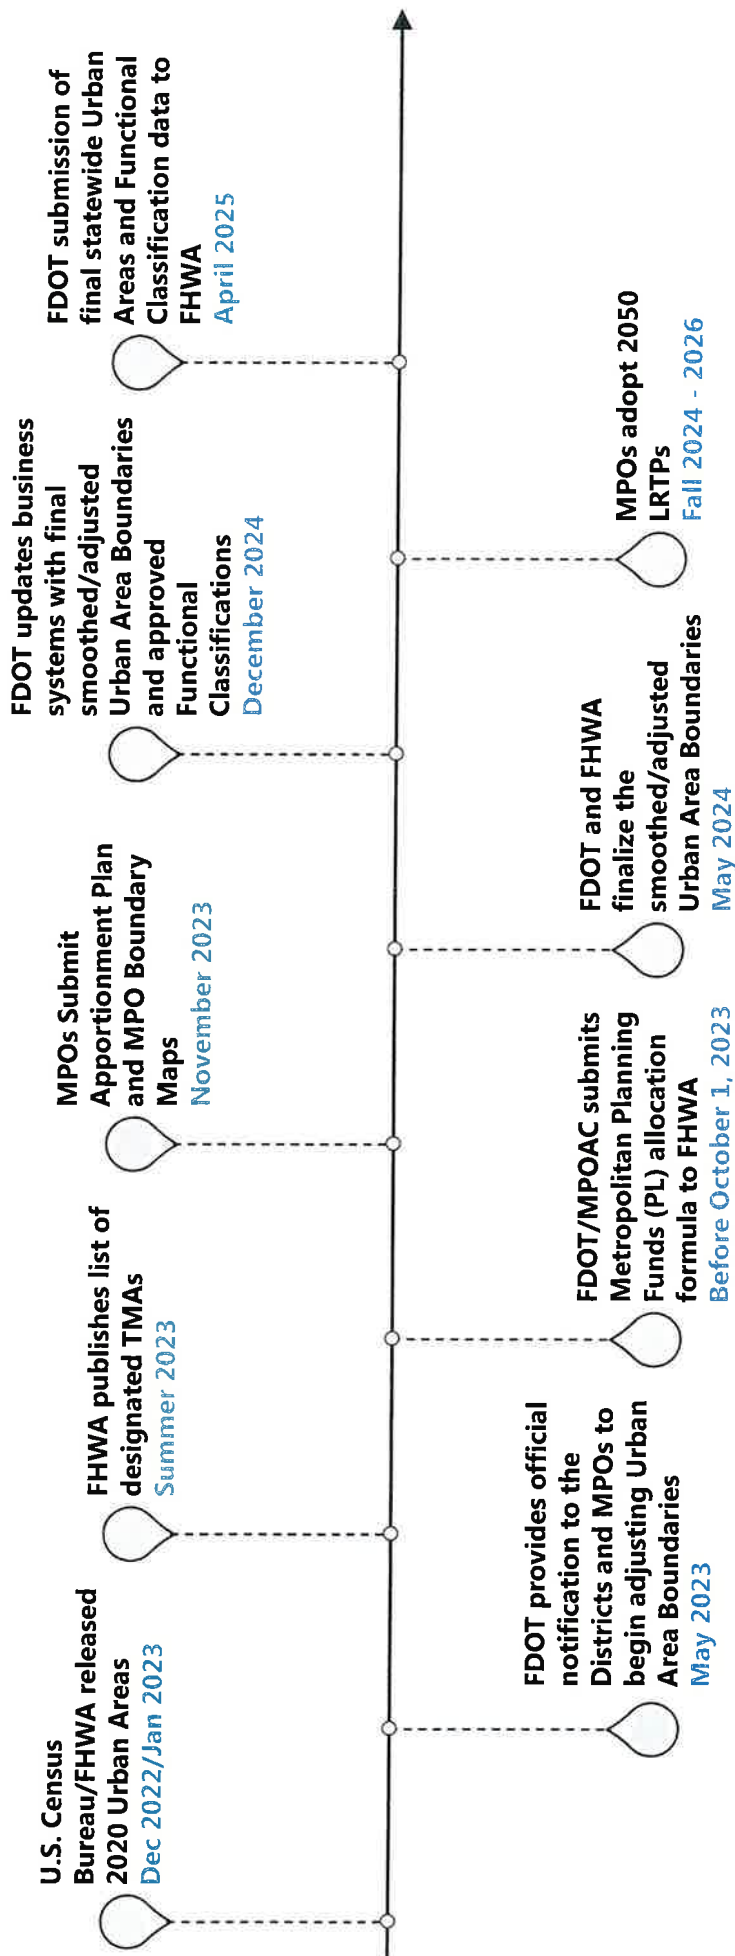 U.S. Census
Bureau/FHWA released
2020 Urban Areas
Dec 2022/Jan 2023
FDOT provides official
notification to the
Districts and MPOs to
begin adjusting Urban
Area Boundaries
May 2023
FHWA publishes list of
designated TMAs
Summer 2023
FDOT/MPOAC submits
Metropolitan Planning
Funds (PL) allocation
formula to FHWA
Before October 1, 2023
MPOs Submit
Apportionment Plan
and MPO Boundary
Maps
November 2023
FDOT and FHWA
finalize the
smoothed/adjusted
Urban Area Boundaries
May 2024
FDOT updates business
systems with final
smoothed/adjusted
Urban Area Boundaries
and approved
Functional
Classifications
December 2024
MPOs adopt 2050
LRTPs
Fall 2024 - 2026
FDOT submission of
final statewide Urban
Areas and Functional
Classification data to
FHWA
April 2025